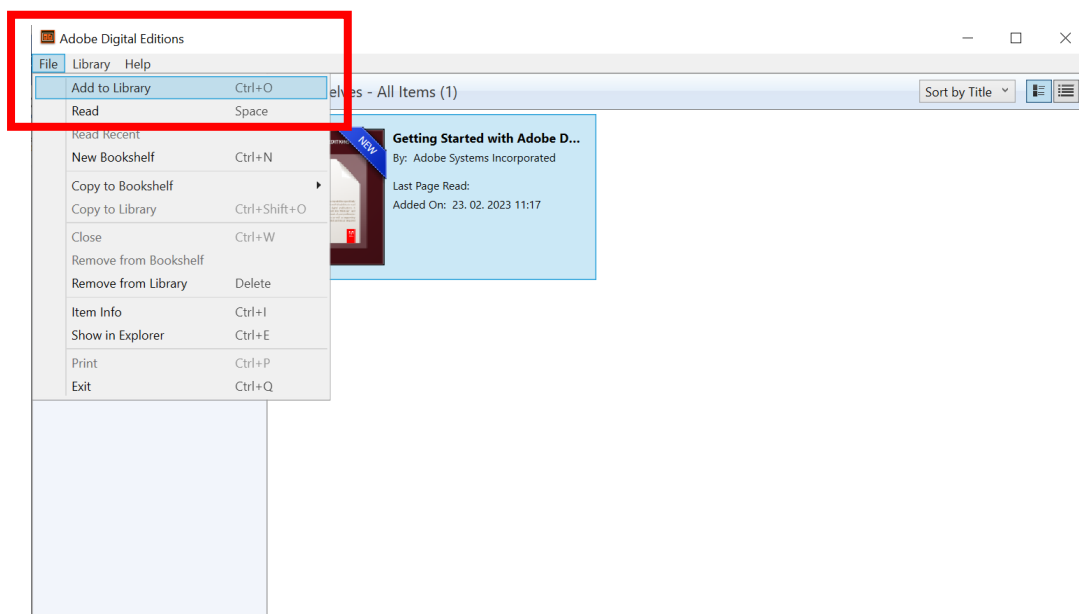 Adobe Digital Editions
File Library Help
elves - All Items (1)
Sort by Title
Add to Library Ctrl+O
Read Space
Read Recent
New Bookshelf Ctrl+N
Copy to Bookshelf
Copy to Library Ctrl+Shift+O
Close Ctrl+W
Remove from Bookshelf
Remove from Library Delete
Item Info Ctrl+I
Show in Explorer Ctrl+E
Print Ctrl+P
Exit Ctrl+Q
NEW
Getting Started with Adobe D...
By: Adobe Systems Incorporated
Last Page Read:
Added On: 23. 02. 2023 11:17